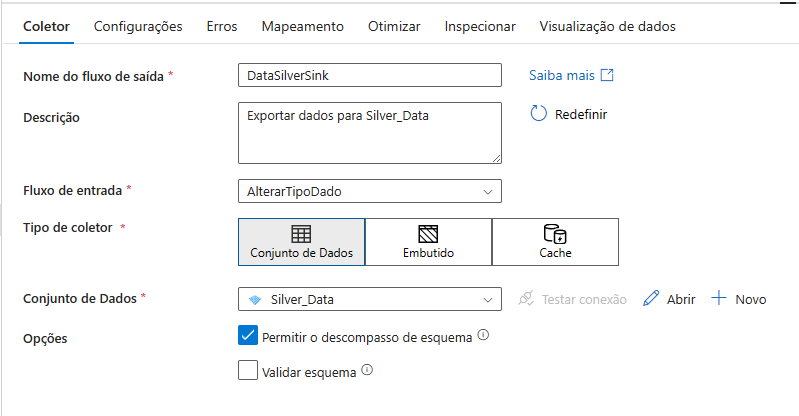 Coletor Configurações Erros Mapeamento Otimizar Inspecionar Visualização de dados
Nome do fluxo de saída * DataSilverSink Saiba mais
Descrição Exportar dados para Silver_Data Redefinir
Fluxo de entrada * AlterarTipoDado
Tipo de coletor * Conjunto de Dados Embutido Cache
Conjunto de Dados * Silver_Data Testar conexão Abrir Novo
Opções Permitir o descompasso de esquema
Validar esquema